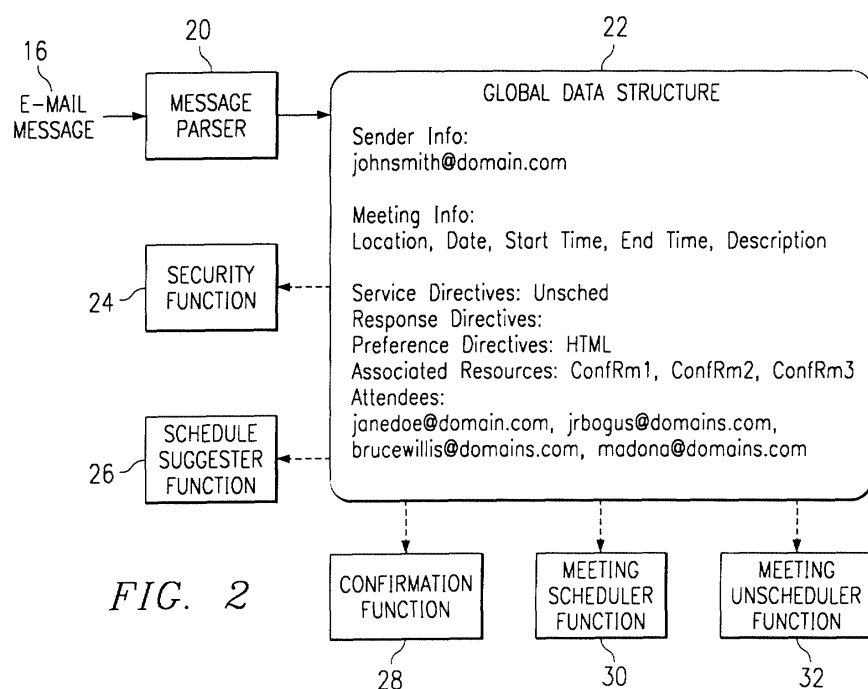 20
22
16
E-MAIL
MESSAGE
MESSAGE
PARSER
GLOBAL DATA STRUCTURE
Sender Info:
johnsmith@domain.com
Meeting Info:
Location, Date, Start Time, End Time, Description
SECURITY
FUNCTION
24
Service Directives: Unsched
Response Directives:
Preference Directives: HTML
Associated Resources: ConfRm1, ConfRm2, ConfRm3
Attendees:
janedoe@domain.com, jrbogus@domains.com,
brucewillis@domains.com, madona@domains.com
SCHEDULE
SUGGESTER
FUNCTION
26
FIG. 2
CONFIRMATION
FUNCTION
28
MEETING
SCHEDULER
FUNCTION
30
MEETING
UNSCHEDULER
FUNCTION
32